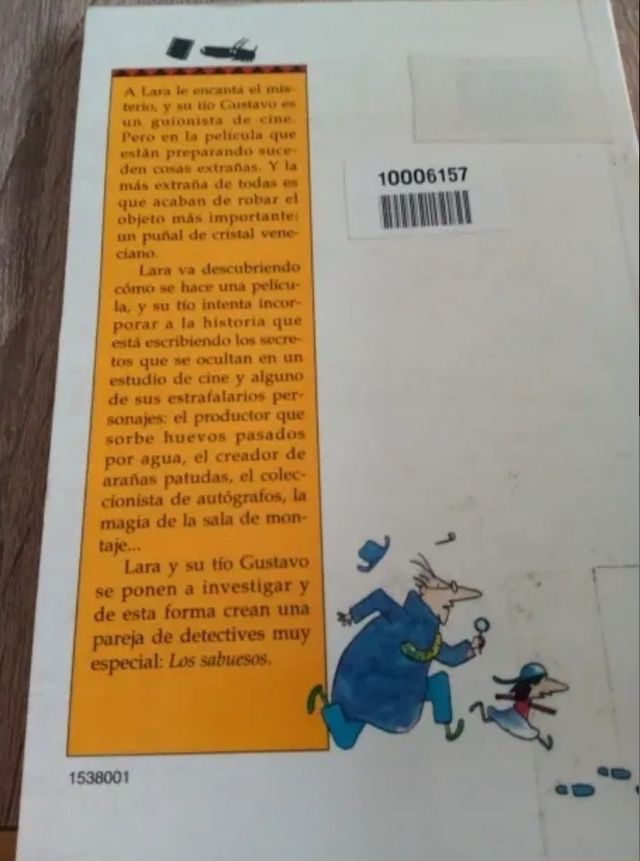 A Lara le encanta el mis-
terio, y su tío Gustavo es
un guionista de cine.
Pero en la película que
están preparando suce-
den cosas extrañas. Y la
más extraña de todas es
que acaban de robar el
objeto más importante:
un puñal de cristal vene-
ciano.
Lara va descubriendo
cómo se hace una pelícu-
la, y su tío intenta incor-
porar a la historia que
está escribiendo los secre-
tos que se ocultan en un
estudio de cine y alguno
de sus estrafalarios per-
sonajes: el productor que
sorbe huevos pasados
por agua, el creador de
arañas patudas, el colec-
cionista de autógrafos, la
magia de la sala de mon-
taje...
Lara y su tío Gustavo
se ponen a investigar y
de esta forma crean una
pareja de detectives muy
especial: Los sabuesos.
10006157
1538001